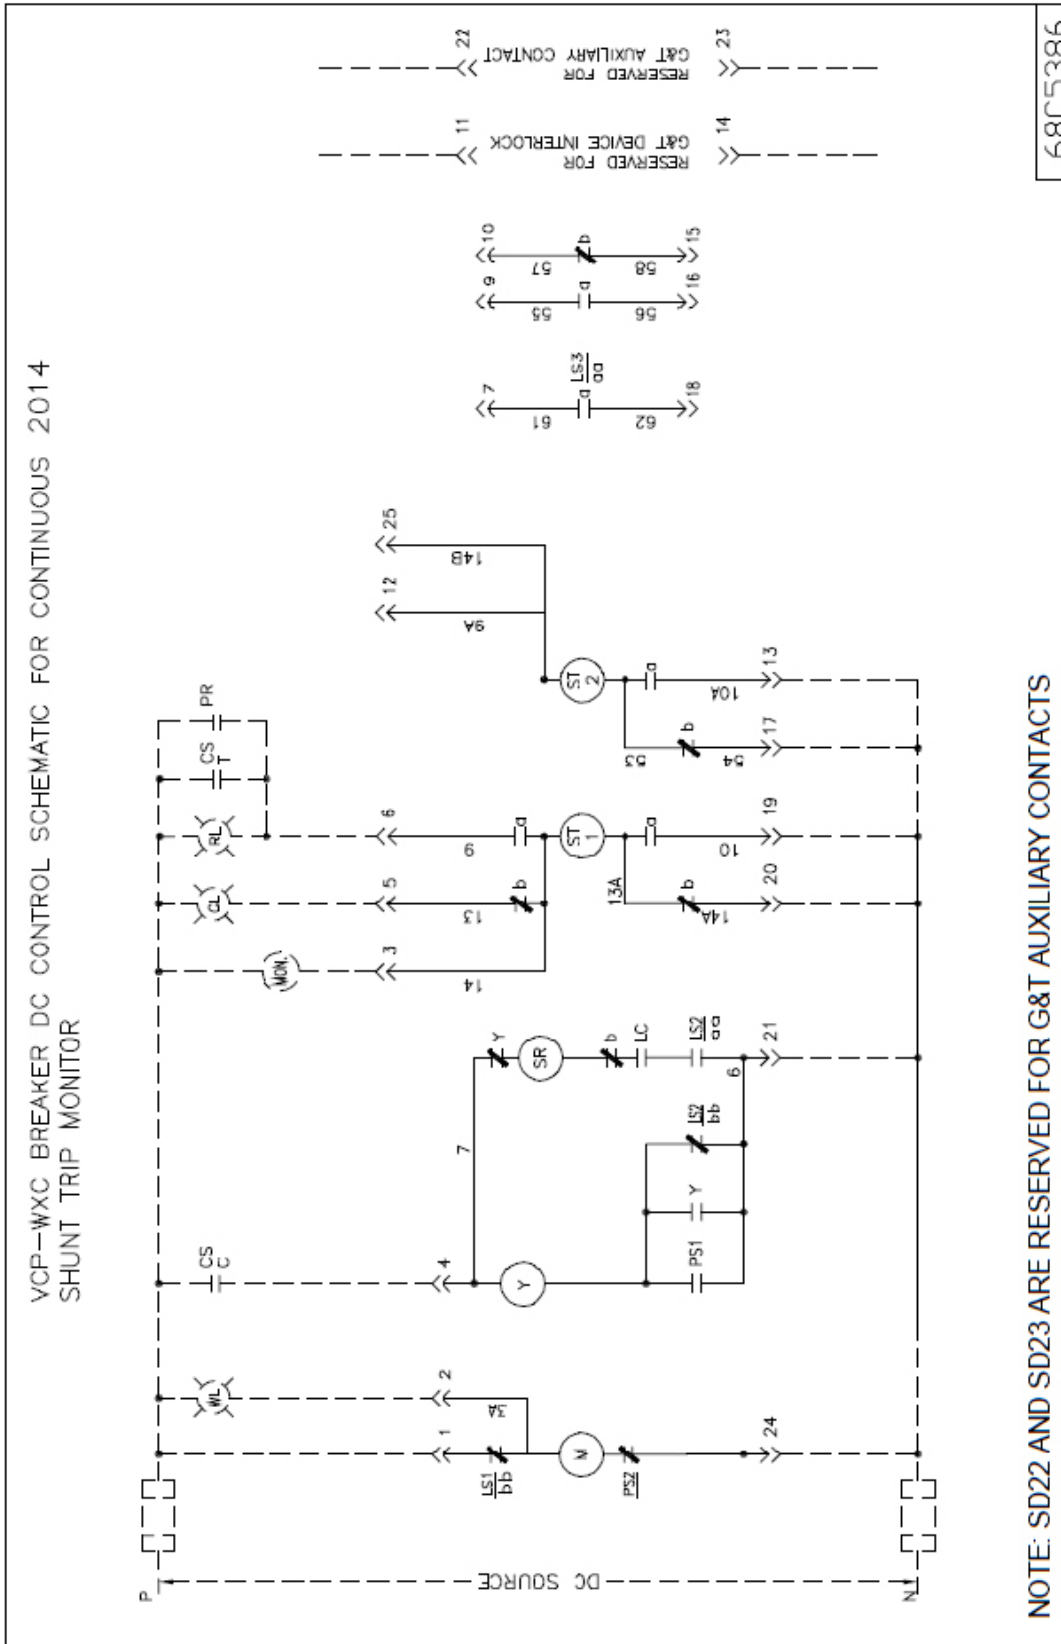 VCP-WXC BREAKER DC CONTROL SCHEMATIC FOR CONTINUOUS 2014
SHUNT TRIP MONITOR
P
DC SOURCE
N
WL
1
2
3A
LS1
bb
M
PS2
24
CS
C
4
7
Y
Y
SR
b
LC
LS2
aa
PS1
Y
LS2
bb
6
21
MON.
3
14
GL
5
13
b
RL
6
9
a
CS
T
PR
ST
1
13A
b
14A
20
a
10
19
12
9A
25
14B
ST
2
53
b
54
17
a
10A
13
7
61
a
LS3
aa
62
18
9
55
a
56
16
10
57
b
58
15
11
RESERVED FOR
G&T DEVICE INTERLOCK
14
22
RESERVED FOR
G&T AUXILIARY CONTACT
23
68C5386
NOTE: SD22 AND SD23 ARE RESERVED FOR G&T AUXILIARY CONTACTS